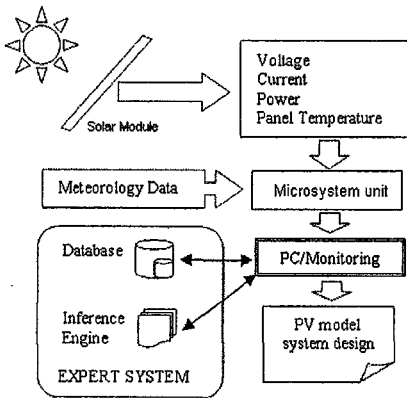 Voltage
Current
Power
Panel Temperature
Solar Module
Meteorology Data
Microsystem unit
Database
PC/Monitoring
Inference
Engine
PV model
system design
EXPERT SYSTEM